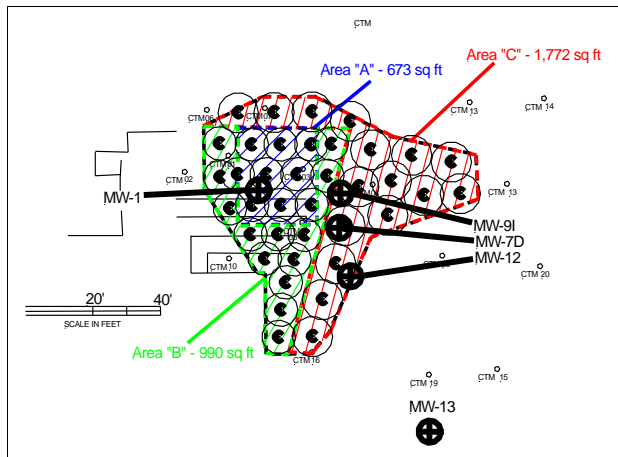 CTM
Area "A" - 673 sq ft
Area "C" - 1,772 sq ft
CTM 14
CTM 13
CTM06
CTM 02
CTM 13
MW-1
MW-9I
MW-7D
MW-12
CTM 10
CTM 20
20'
40'
SCALE IN FEET
Area "B" - 990 sq ft
CTM 16
CTM 19
CTM 15
MW-13